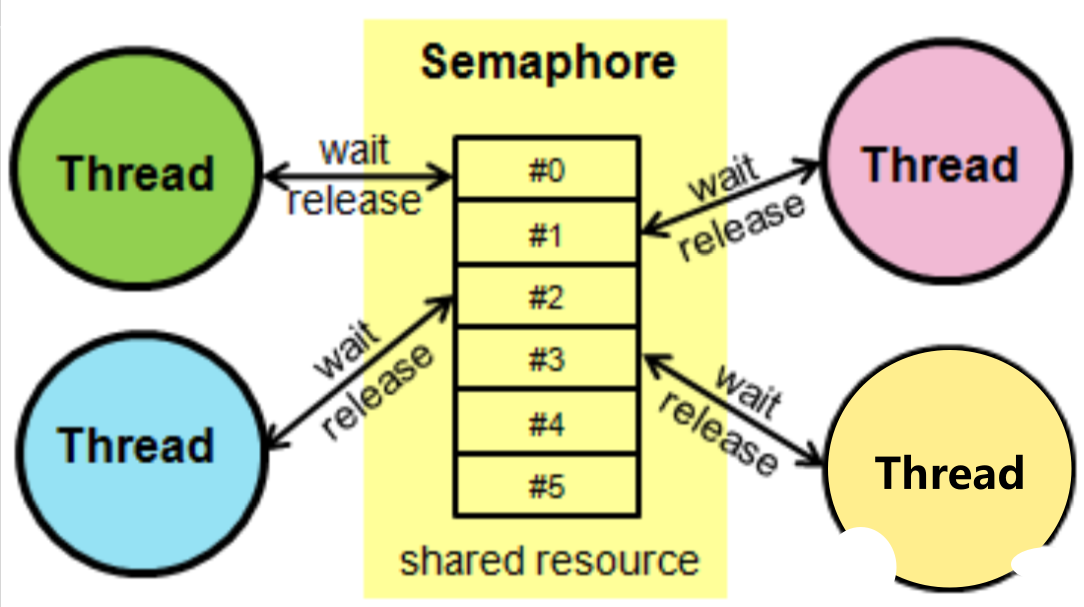 Semaphore
Thread
wait
release
#0
#1
#2
#3
#4
#5
wait
release
Thread
Thread
wait
release
wait
release
Thread
shared resource